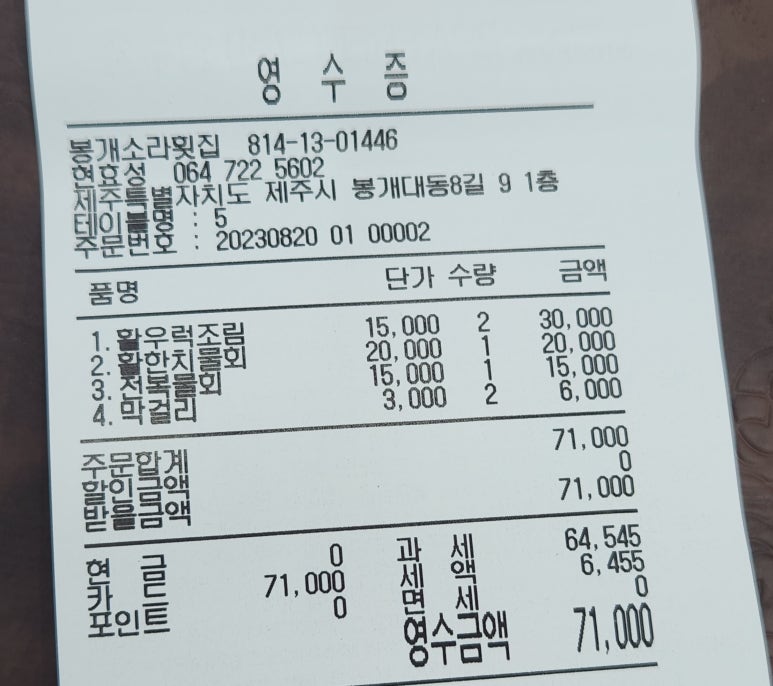 영 수 증
봉개소라횟집 814-13-01446
현효성 064 722 5602
제주특별자치도 제주시 봉개대동8길 9 1층
테이블명 : 5
주문번호 : 20230820 01 00002
품명 단가 수량 금액
1. 활우럭조림 15,000 2 30,000
2. 활한치물회 20,000 1 20,000
3. 전복물회 15,000 1 15,000
4. 막걸리 3,000 2 6,000
주문합계 71,000
할인금액 0
받을금액 71,000
현 금 0 과 세 64,545
카 드 71,000 세 액 6,455
포인트 0 면 세 0
영수금액 71,000